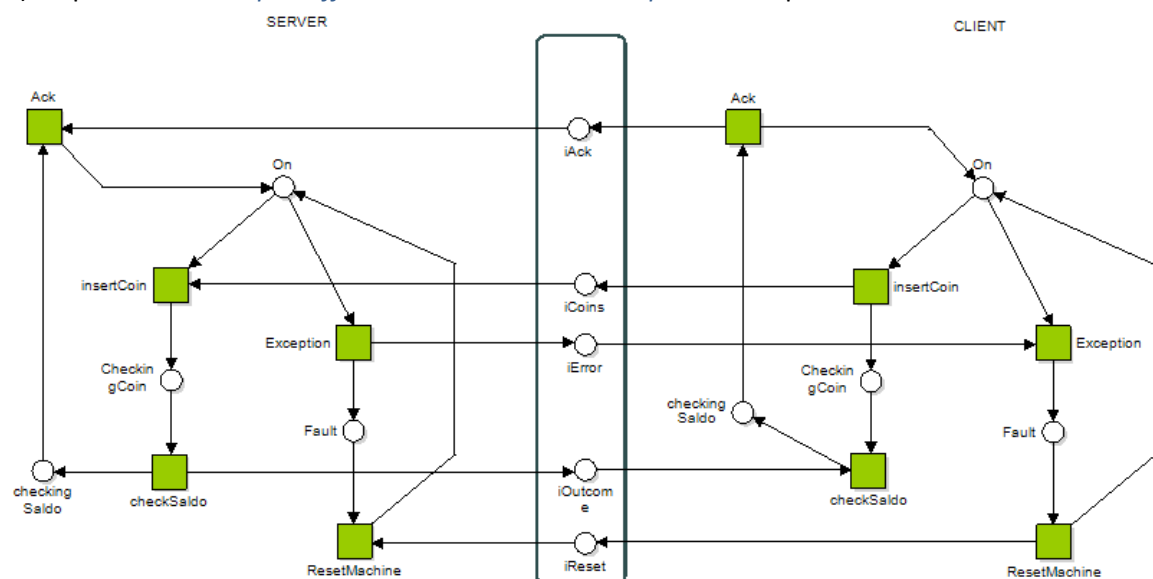 SERVER
CLIENT
Ack
Ack
iAck
On
On
insertCoin
iCoins
insertCoin
Exception
iError
Exception
Checkin
gCoin
Checkin
gCoin
checking
Saldo
Fault
Fault
checking
Saldo
checkSaldo
iOutcom
e
checkSaldo
ResetMachine
iReset
ResetMachine